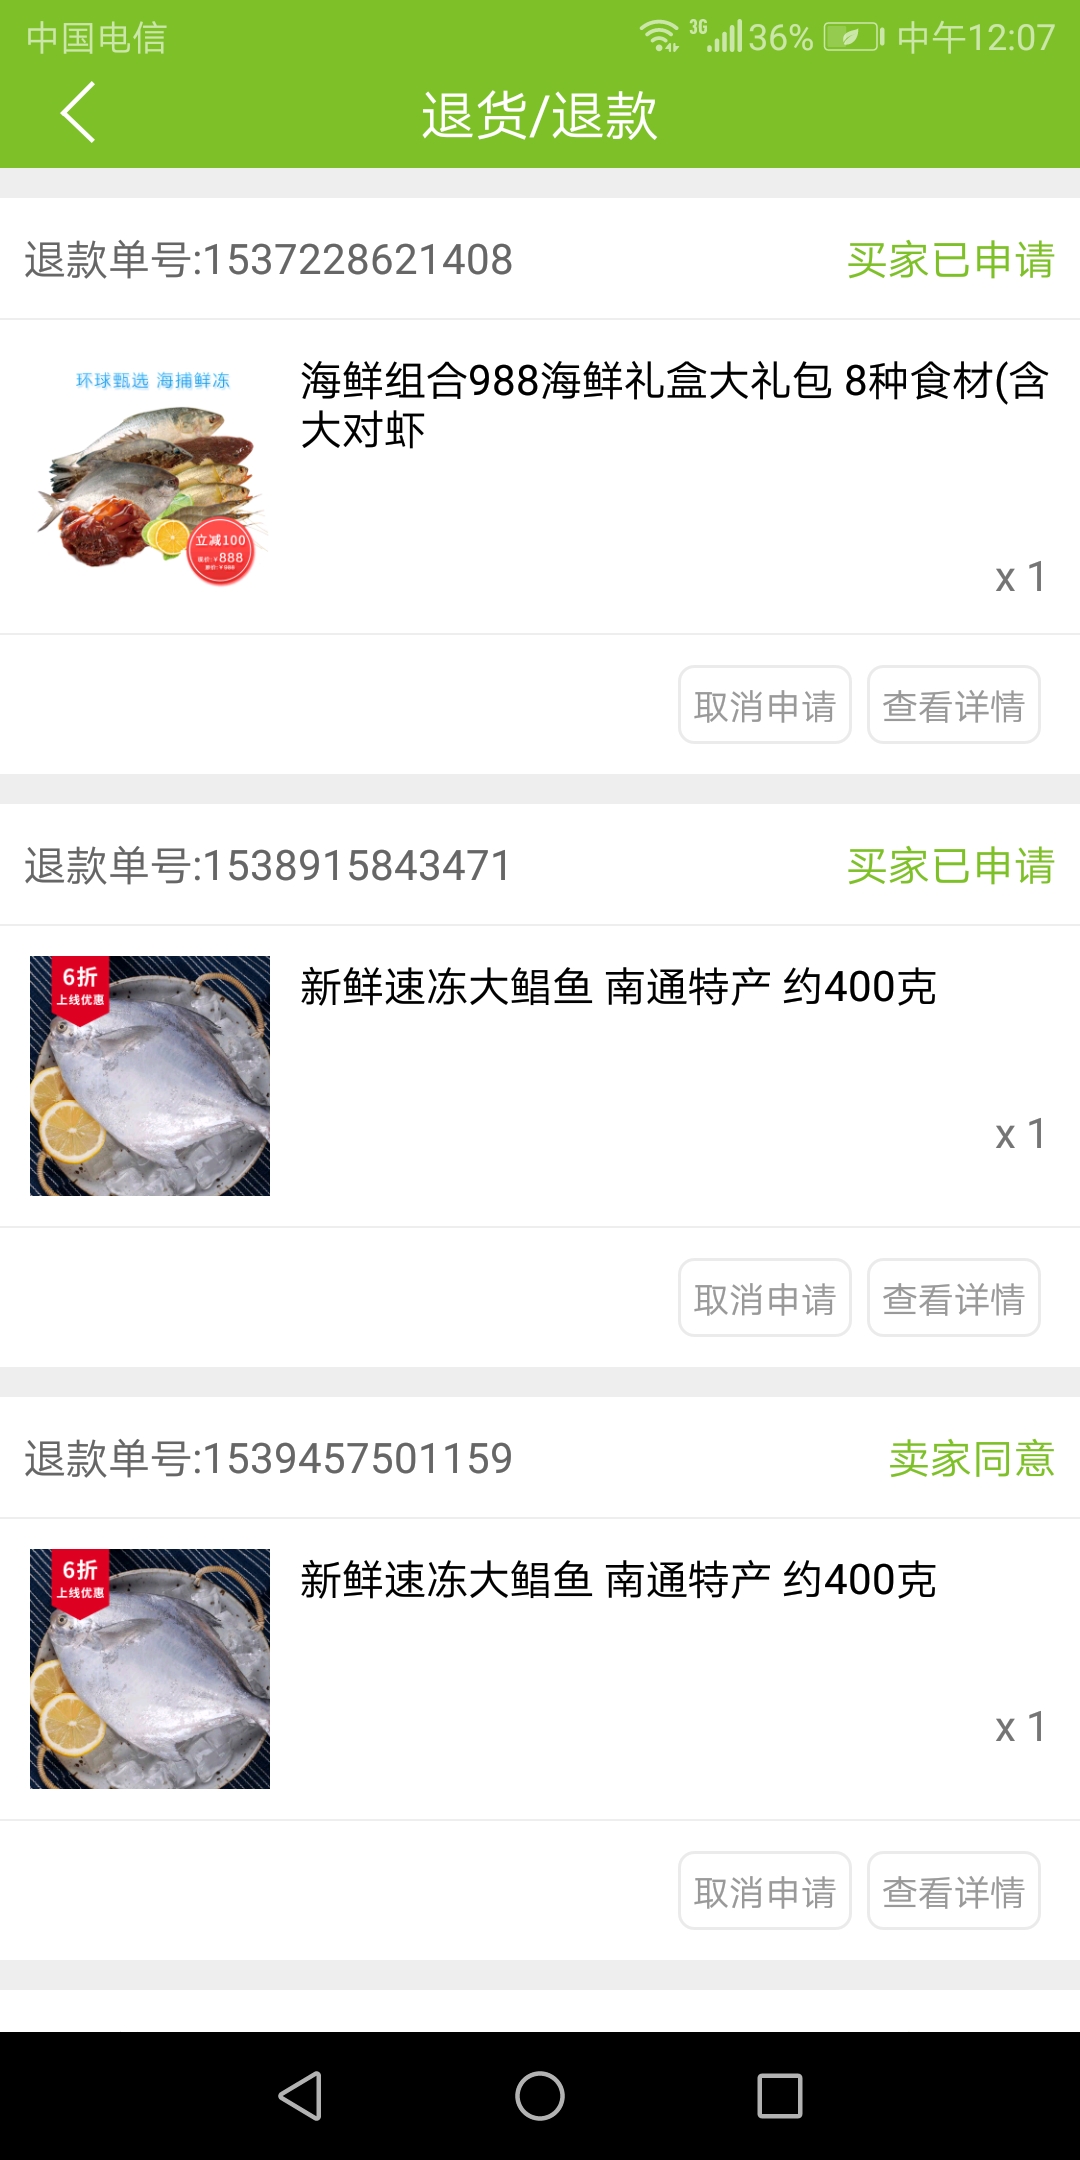 中国电信
3G 36% 中午12:07
退货/退款
退款单号:1537228621408
买家已申请
环球甄选 海捕鲜冻
立减100
888
海鲜组合988海鲜礼盒大礼包 8种食材(含
大对虾
x 1
取消申请 查看详情
退款单号:1538915843471
买家已申请
6折
上线优惠
新鲜速冻大鲳鱼 南通特产 约400克
x 1
取消申请 查看详情
退款单号:1539457501159
卖家同意
6折
上线优惠
新鲜速冻大鲳鱼 南通特产 约400克
x 1
取消申请 查看详情